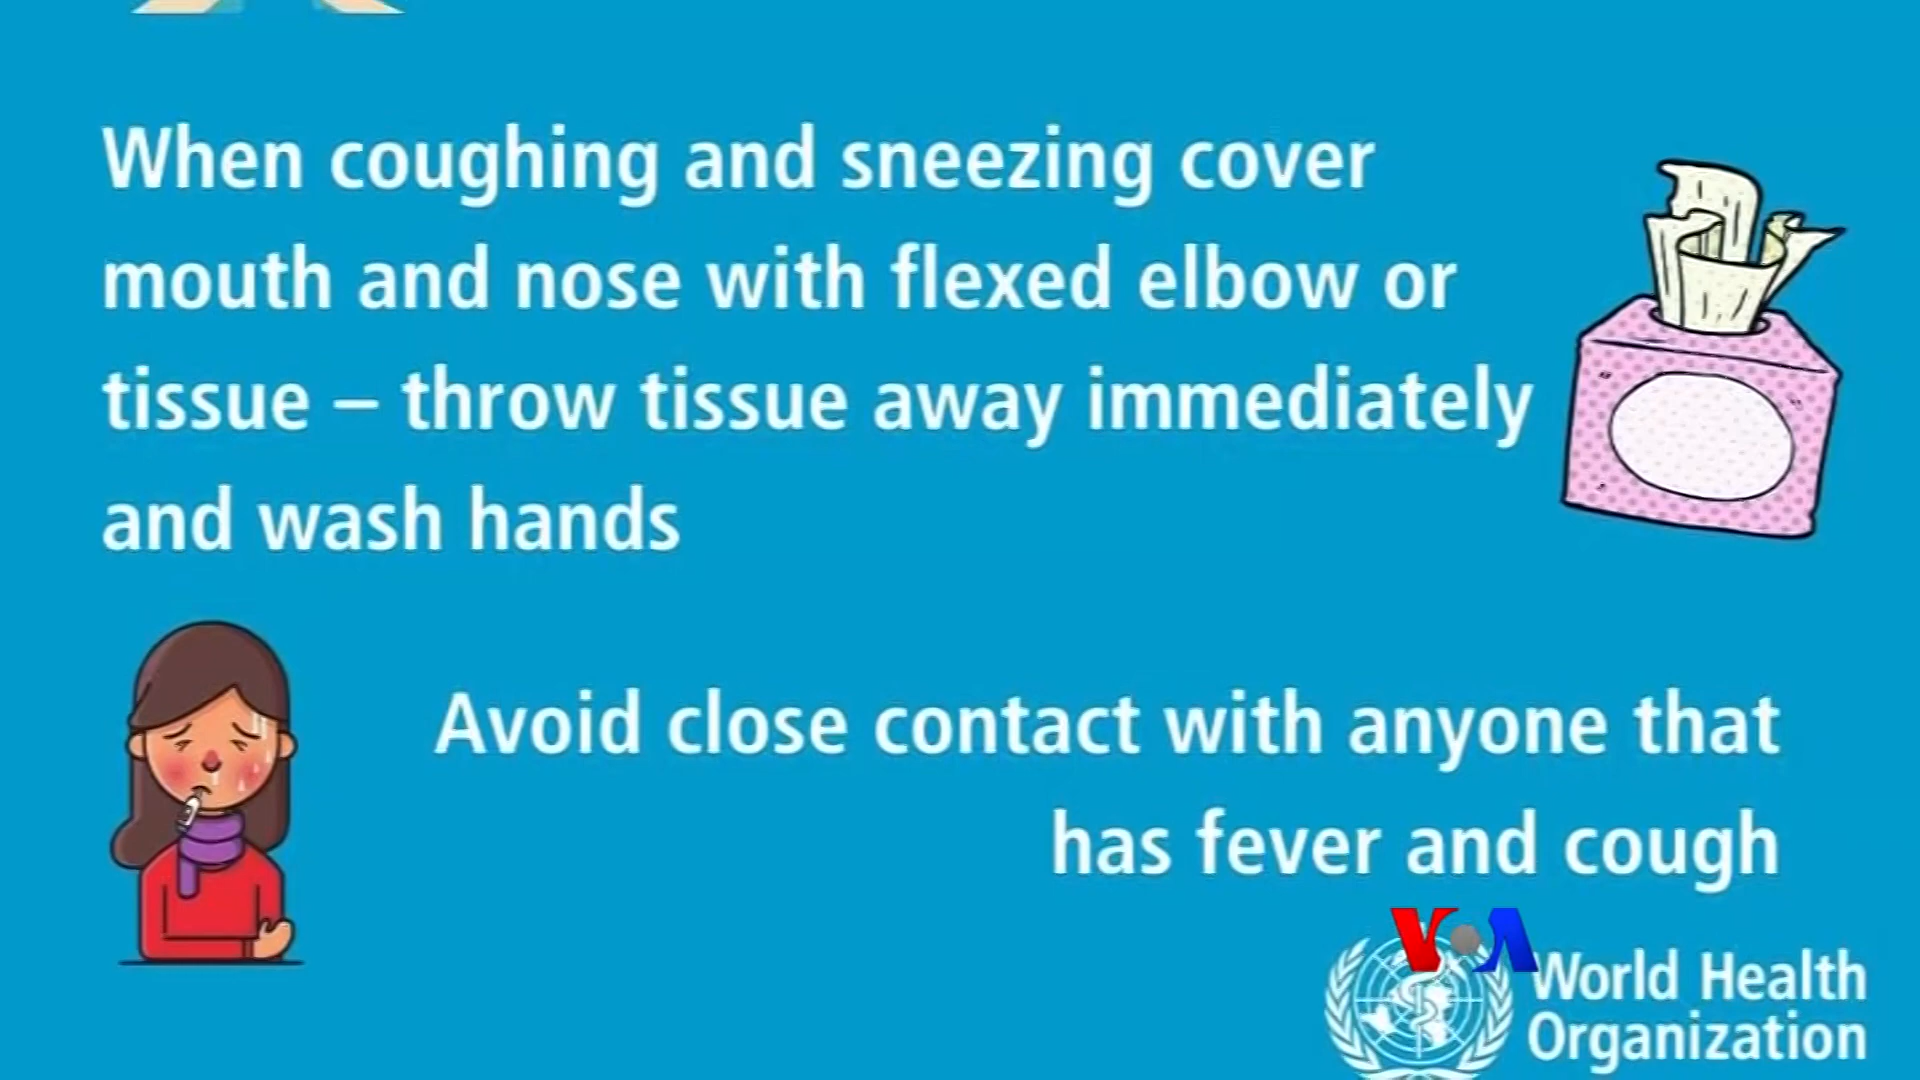 When coughing and sneezing cover
mouth and nose with flexed elbow or
tissue – throw tissue away immediately
and wash hands
Avoid close contact with anyone that
has fever and cough
VOA
World Health
Organization